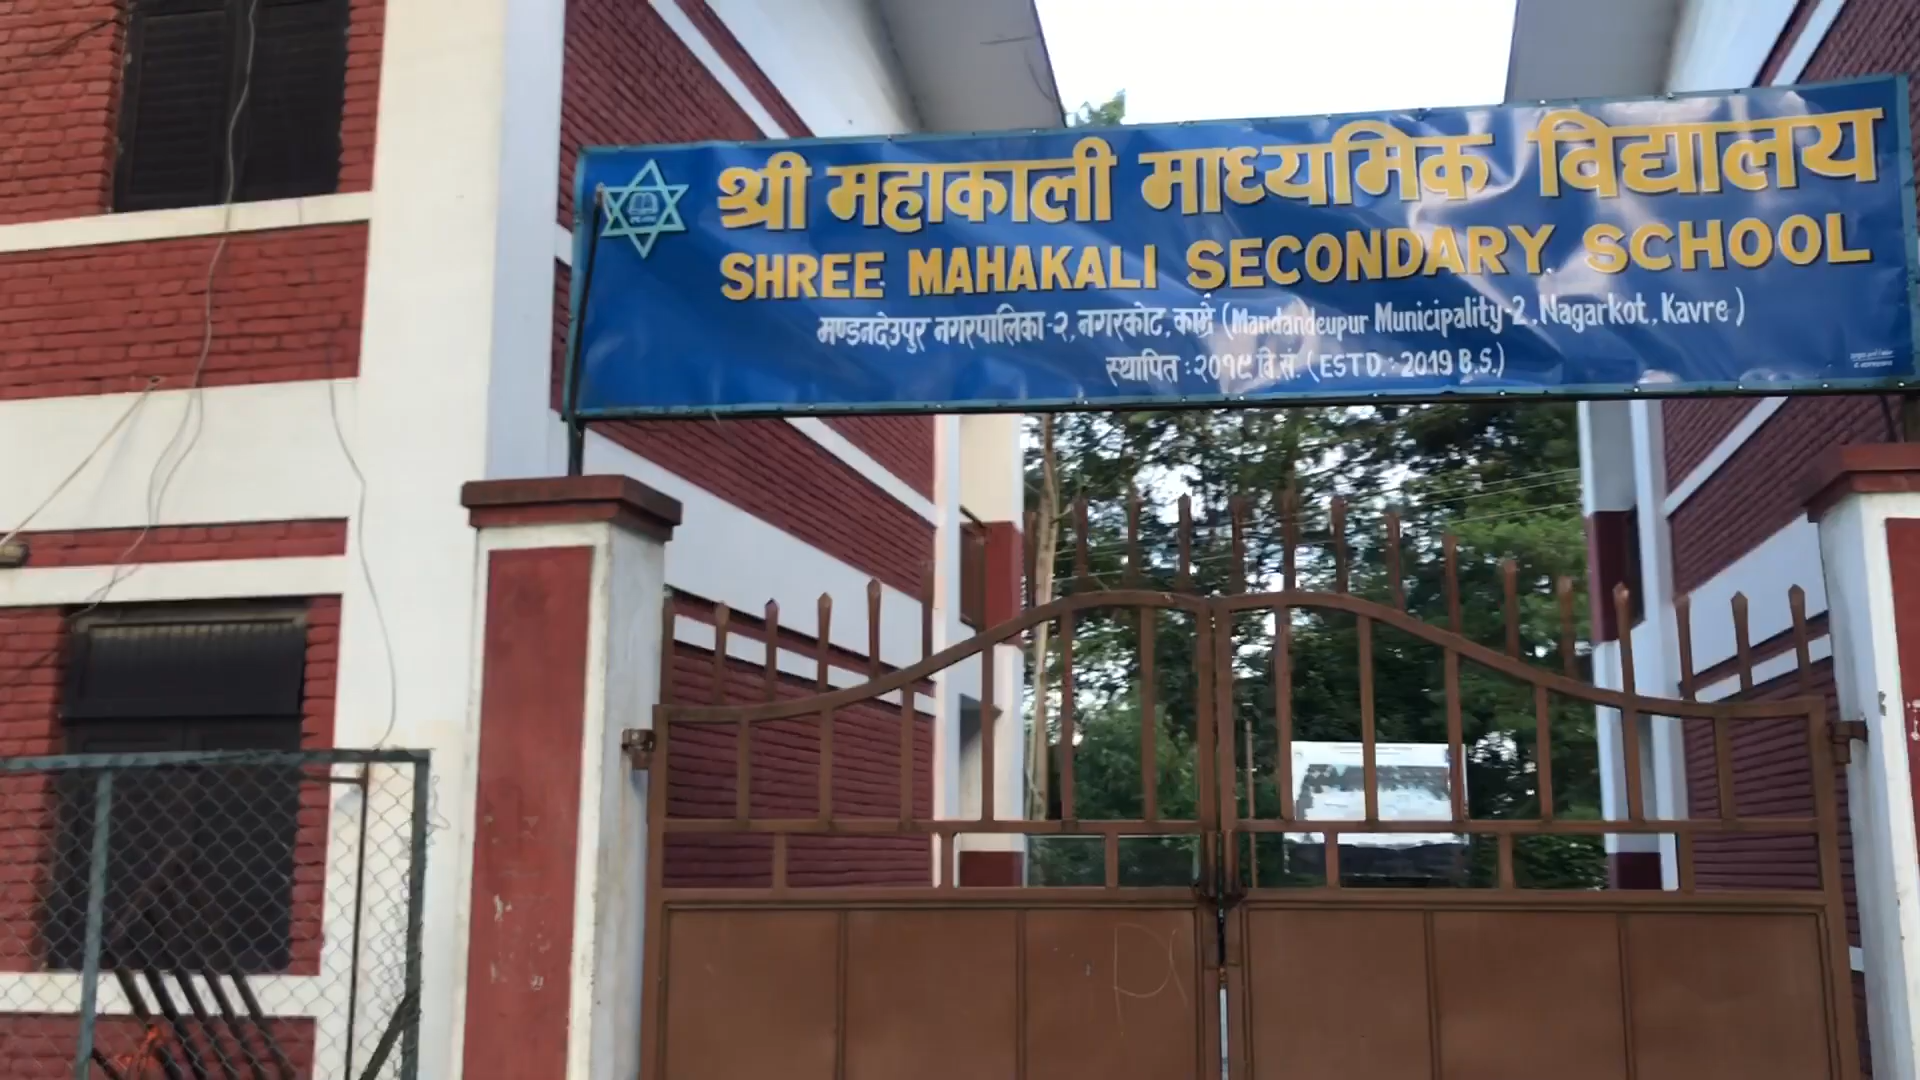 श्री महाकाली माध्यमिक विद्यालय
SHREE MAHAKALI SECONDARY SCHOOL
मण्डनदेउपुर नगरपालिका-२, नगरकोट, काभ्रे (Mandandeupur Municipality-2, Nagarkot, Kavre)
स्थापित : २०१९ वि.सं. (ESTD. : 2019 B.S.)